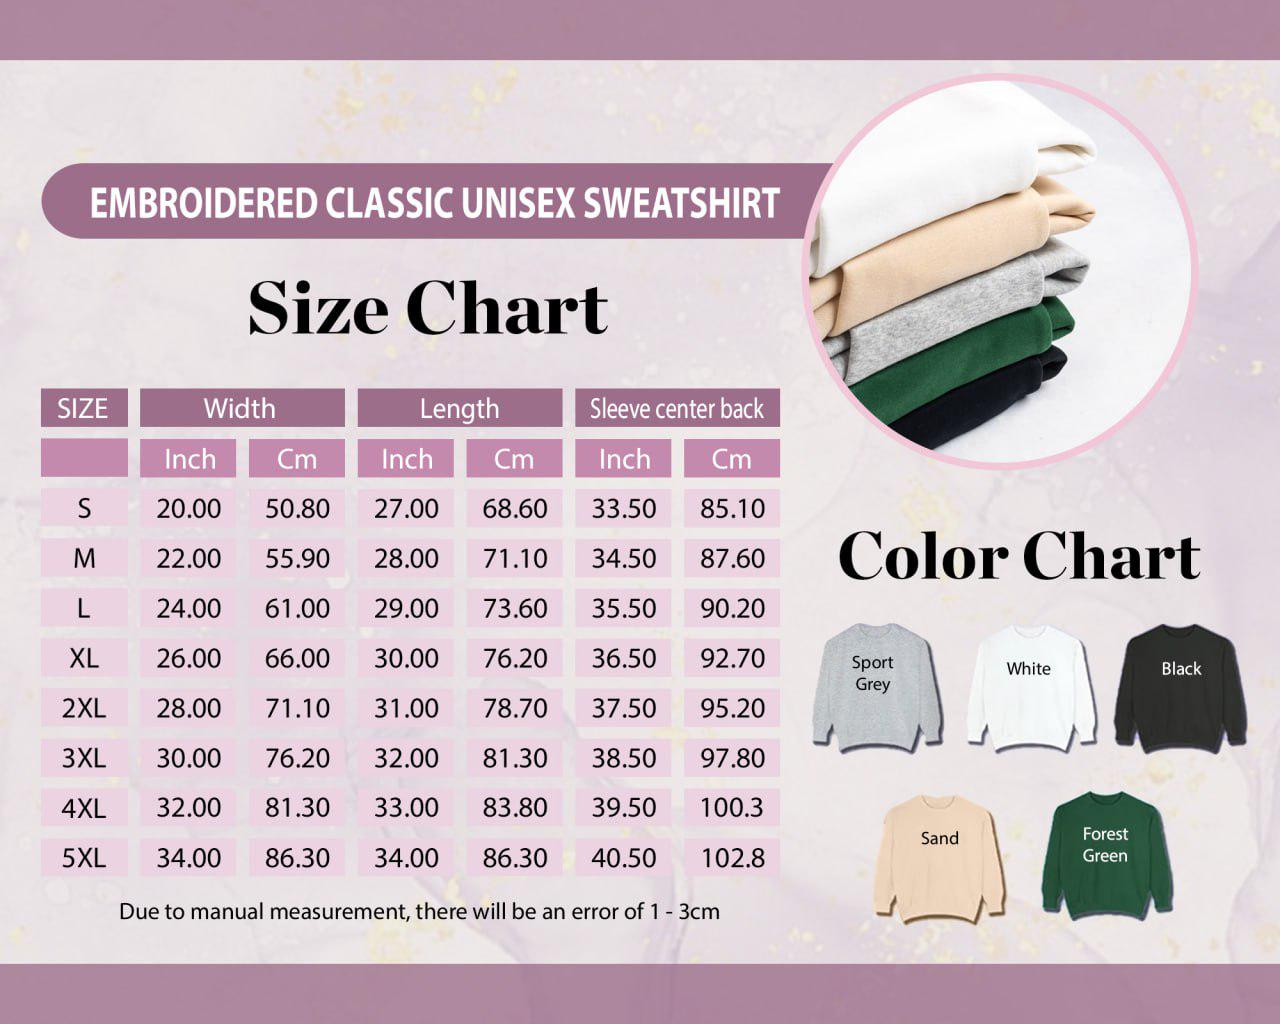 EMBROIDERED CLASSIC UNISEX SWEATSHIRT
Size Chart
SIZE Width Length Sleeve center back
Inch Cm Inch Cm Inch Cm
S 20.00 50.80 27.00 68.60 33.50 85.10
M 22.00 55.90 28.00 71.10 34.50 87.60
L 24.00 61.00 29.00 73.60 35.50 90.20
XL 26.00 66.00 30.00 76.20 36.50 92.70
2XL 28.00 71.10 31.00 78.70 37.50 95.20
3XL 30.00 76.20 32.00 81.30 38.50 97.80
4XL 32.00 81.30 33.00 83.80 39.50 100.3
5XL 34.00 86.30 34.00 86.30 40.50 102.8
Due to manual measurement, there will be an error of 1 - 3cm
Color Chart
Sport
Grey
White
Black
Sand
Forest
Green